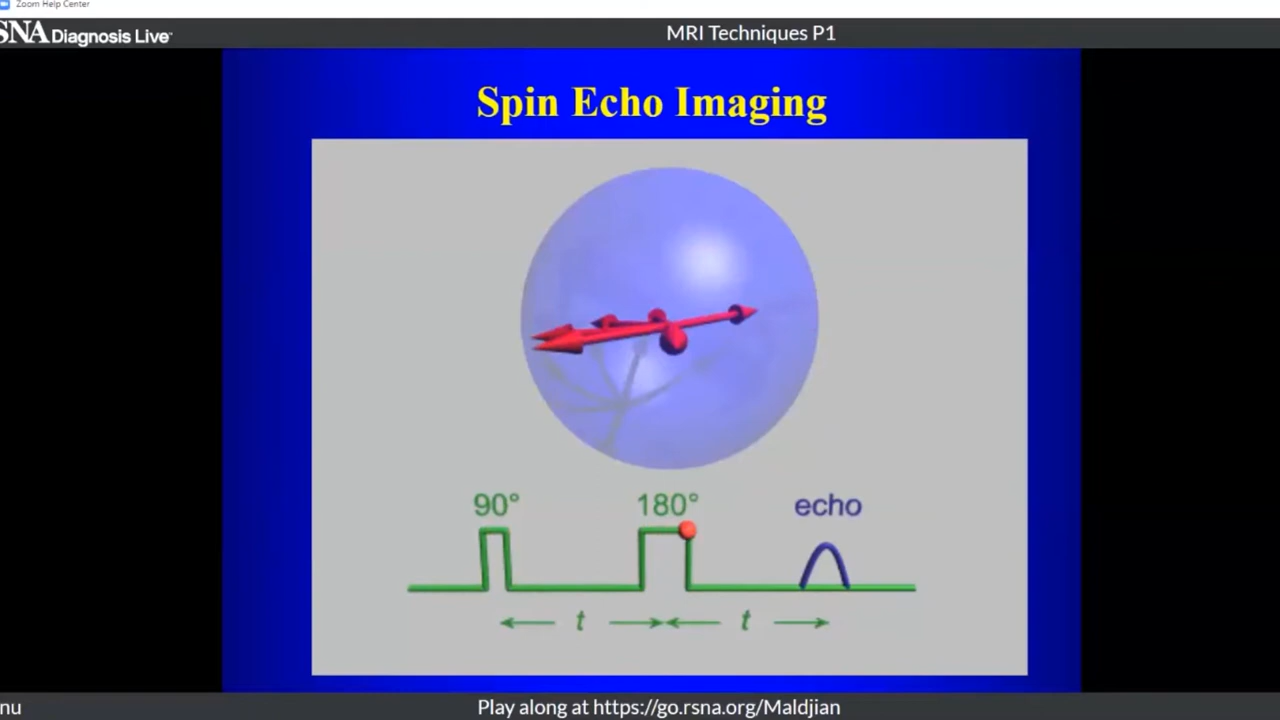 Zoom Help Center
SNA Diagnosis Live™
MRI Techniques P1
Spin Echo Imaging
90° 180° echo
t t
nu
Play along at https://go.rsna.org/Maldjian